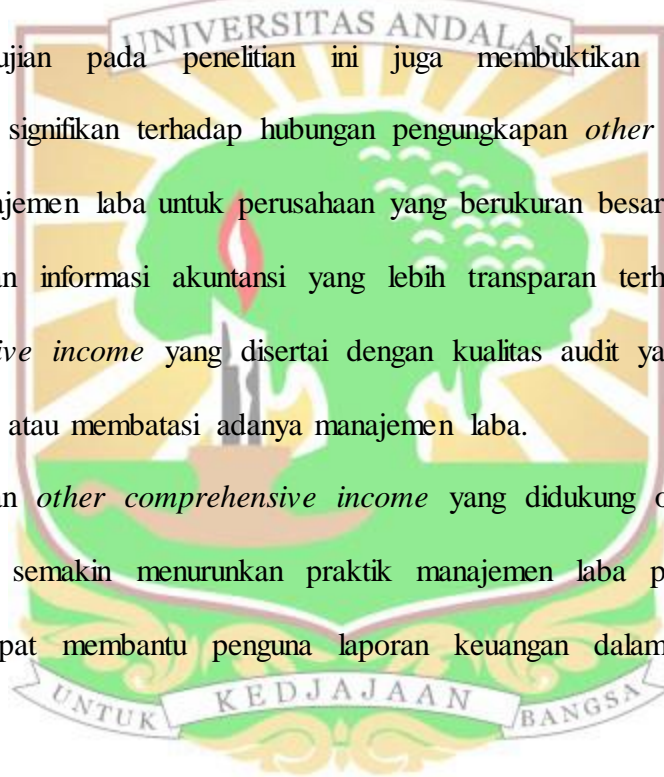 UNIVERSITAS ANDALAS
ujian pada penelitian ini juga membuktikan
signifikan terhadap hubungan pengungkapan other
ajemen laba untuk perusahaan yang berukuran besar
an informasi akuntansi yang lebih transparan terh
ive income yang disertai dengan kualitas audit ya
atau membatasi adanya manajemen laba.
an other comprehensive income yang didukung o
semakin menurunkan praktik manajemen laba p
pat membantu penguna laporan keuangan dalam
UNTUK KEDJAJAAN BANGSA